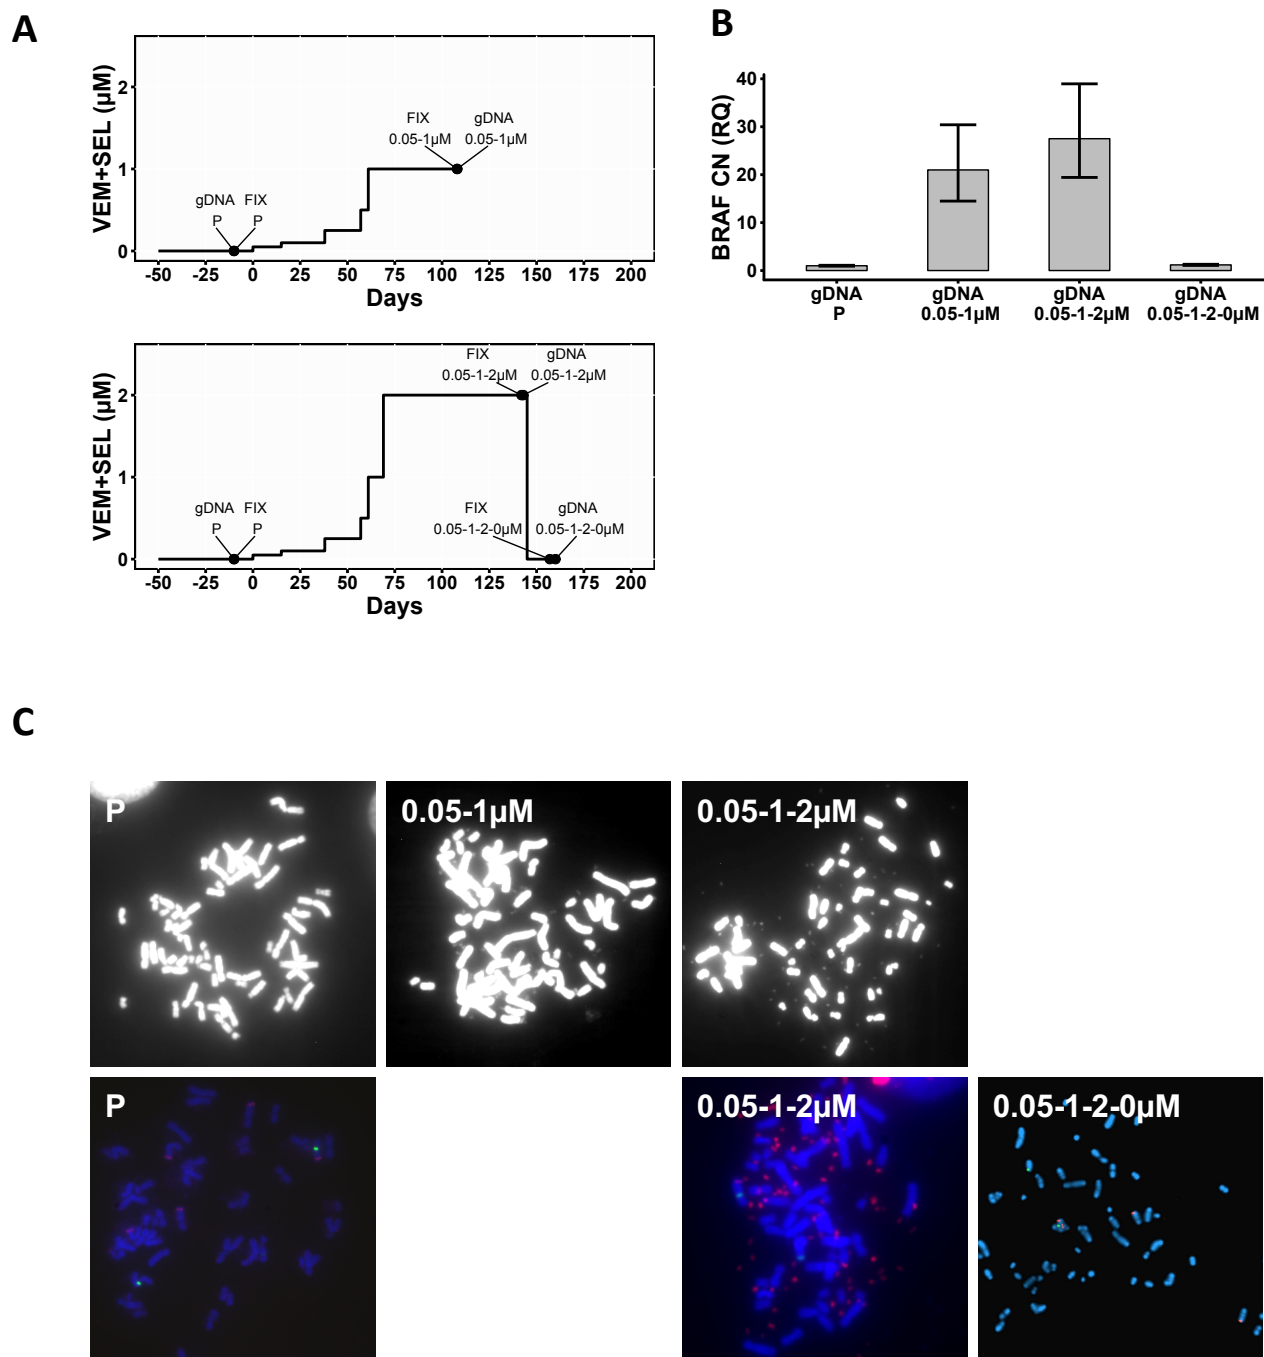 A
VEM+SEL (µM)
2
1
0
FIX
0.05-1µM
gDNA
0.05-1µM
gDNA
P
FIX
P
-50 -25 0 25 50 75 100 125 150 175 200
Days
VEM+SEL (µM)
2
1
0
FIX
0.05-1-2µM
gDNA
0.05-1-2µM
gDNA
P
FIX
P
FIX
0.05-1-2-0µM
gDNA
0.05-1-2-0µM
-50 -25 0 25 50 75 100 125 150 175 200
Days
B
BRAF CN (RQ)
40
30
20
10
0
gDNA
P
gDNA
0.05-1µM
gDNA
0.05-1-2µM
gDNA
0.05-1-2-0µM
C
P
0.05-1µM
0.05-1-2µM
P
0.05-1-2µM
0.05-1-2-0µM